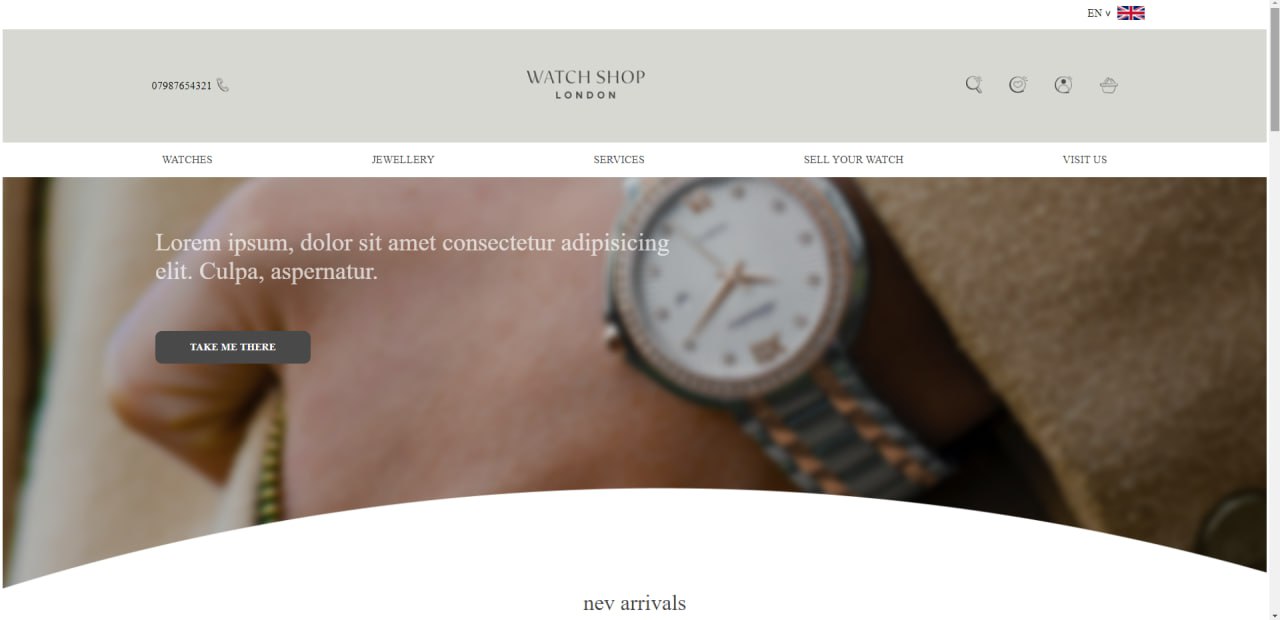 EN v
07987654321
WATCH SHOP
LONDON
WATCHES JEWELLERY SERVICES SELL YOUR WATCH VISIT US
Lorem ipsum, dolor sit amet consectetur adipisicing
elit. Culpa, aspernatur.
TAKE ME THERE
nev arrivals